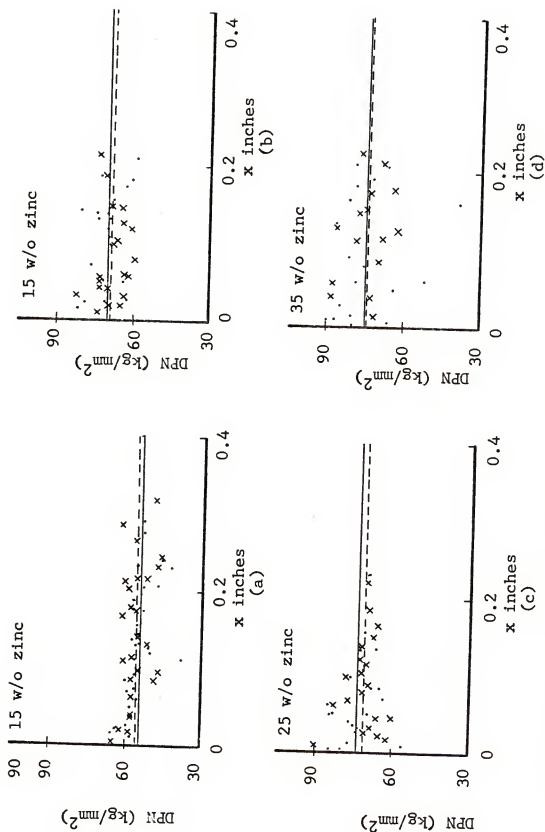 15 w/o zinc
90
90
60
30
DPN (kg/mm²)
0
0.2
0.4
x inches
(a)
15 w/o zinc
90
60
30
DPN (kg/mm²)
0
0.2
0.4
x inches
(b)
25 w/o zinc
90
60
30
DPN (kg/mm²)
0
0.2
0.4
x inches
(c)
35 w/o zinc
90
60
30
DPN (kg/mm²)
0
0.2
0.4
x inches
(d)